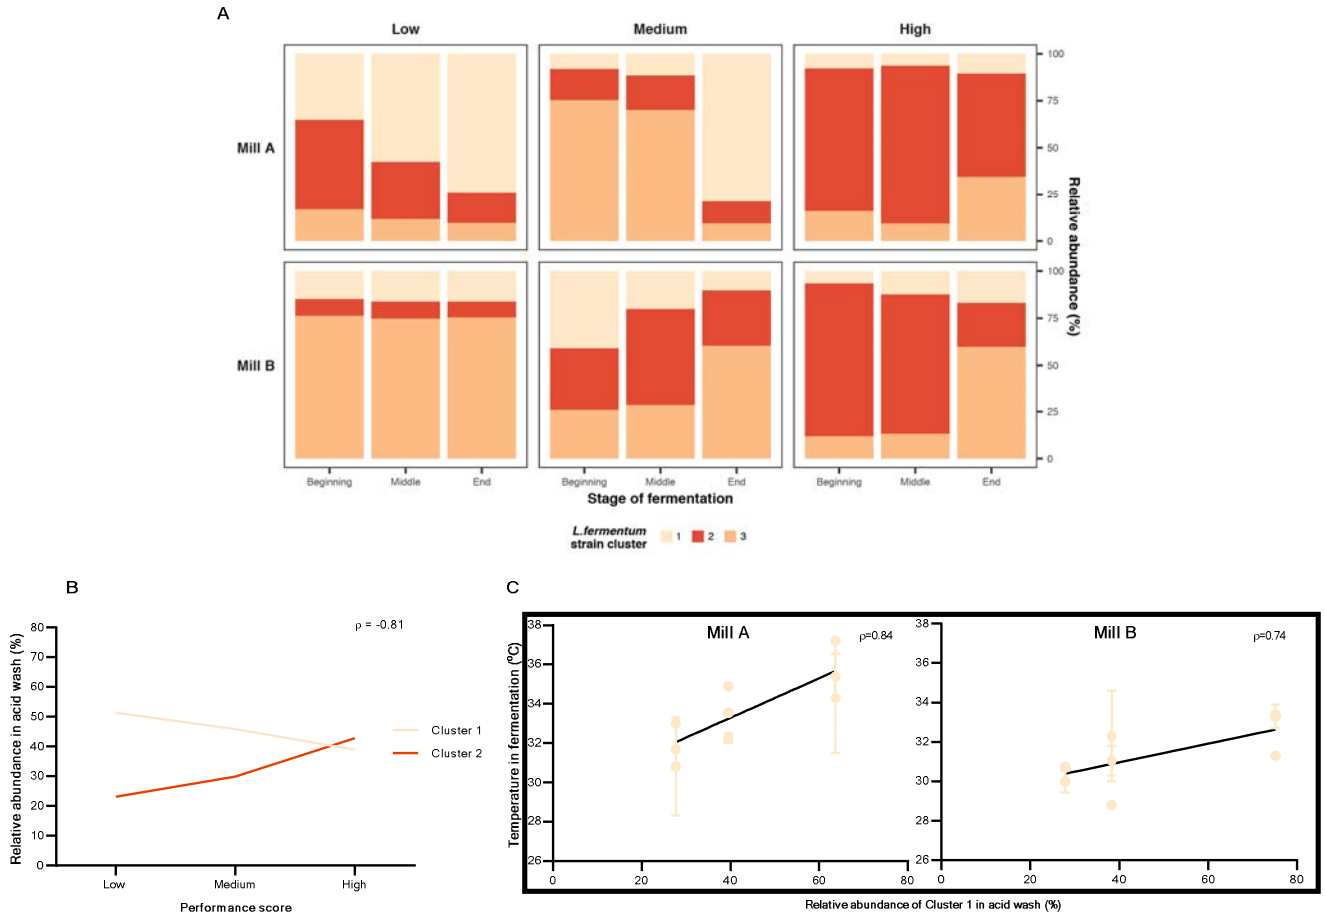 A
Low Medium High
Mill A
100
75
50
25
0
Mill B
100
75
50
25
0
Relative abundance (%)
Beginning Middle End Beginning Middle End Beginning Middle End
Stage of fermentation
L.fermentum
strain cluster
1 2 3
B
ρ = -0.81
Relative abundance in acid wash (%)
80
70
60
50
40
30
20
10
0
Cluster 1
Cluster 2
Low Medium High
Performance score
C
Mill A
ρ=0.84
Temperature in fermentation (ºC)
38
36
34
32
30
28
26
0 20 40 60 80
Mill B
ρ=0.74
38
36
34
32
30
28
26
0 20 40 60 80
Relative abundance of Cluster 1 in acid wash (%)